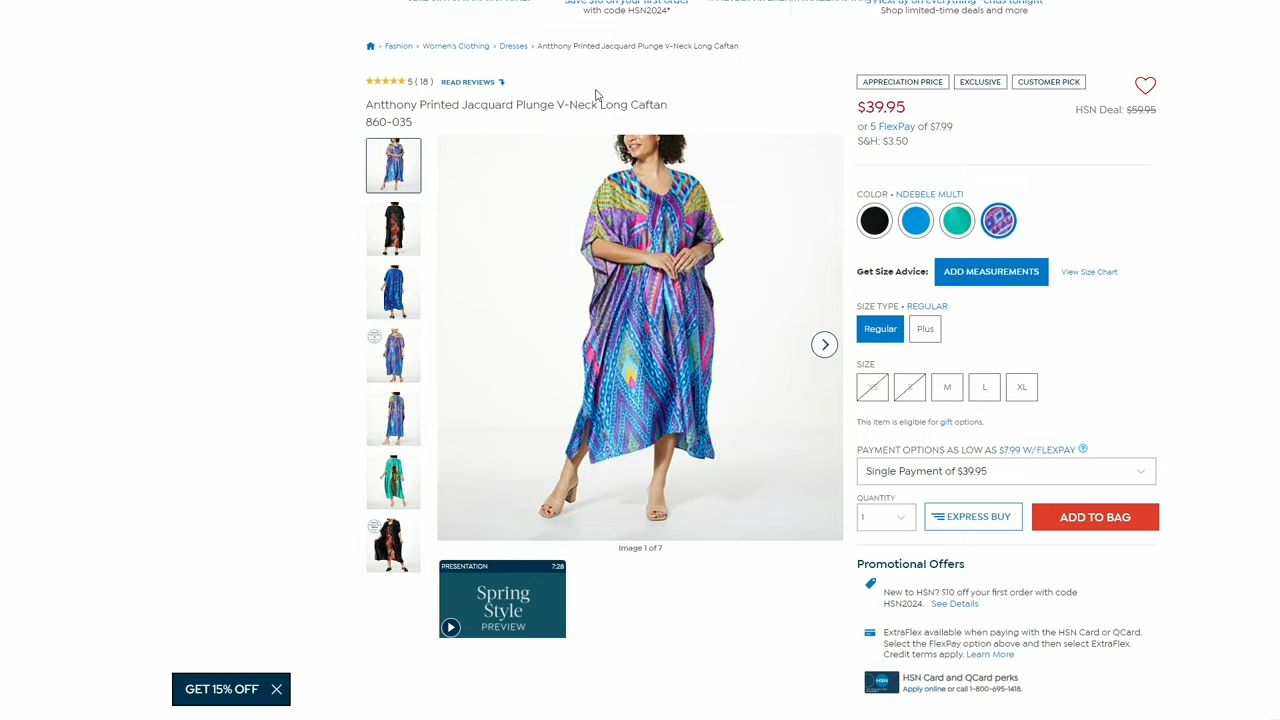 with code HSN2024*
Shop limited-time deals and more
> Fashion > Women's Clothing > Dresses > Antthony Printed Jacquard Plunge V-Neck Long Caftan
5 ( 18 ) READ REVIEWS
Antthony Printed Jacquard Plunge V-Neck Long Caftan
860-035
Image 1 of 7
PRESENTATION 7:28
Spring
Style
PREVIEW
APPRECIATION PRICE EXCLUSIVE CUSTOMER PICK
$39.95 HSN Deal: $59.95
or 5 FlexPay of $7.99
S&H: $3.50
COLOR • NDEBELE MULTI
Get Size Advice: ADD MEASUREMENTS View Size Chart
SIZE TYPE • REGULAR
Regular Plus
SIZE
XS S M L XL
This item is eligible for gift options.
PAYMENT OPTIONS AS LOW AS $7.99 W/FLEXPAY ?
Single Payment of $39.95
QUANTITY
1 EXPRESS BUY ADD TO BAG
Promotional Offers
New to HSN? $10 off your first order with code
HSN2024. See Details
ExtraFlex available when paying with the HSN Card or QCard.
Select the FlexPay option above and then select ExtraFlex.
Credit terms apply. Learn More
HSN Card and QCard perks
Apply online or call 1-800-695-1418.
GET 15% OFF